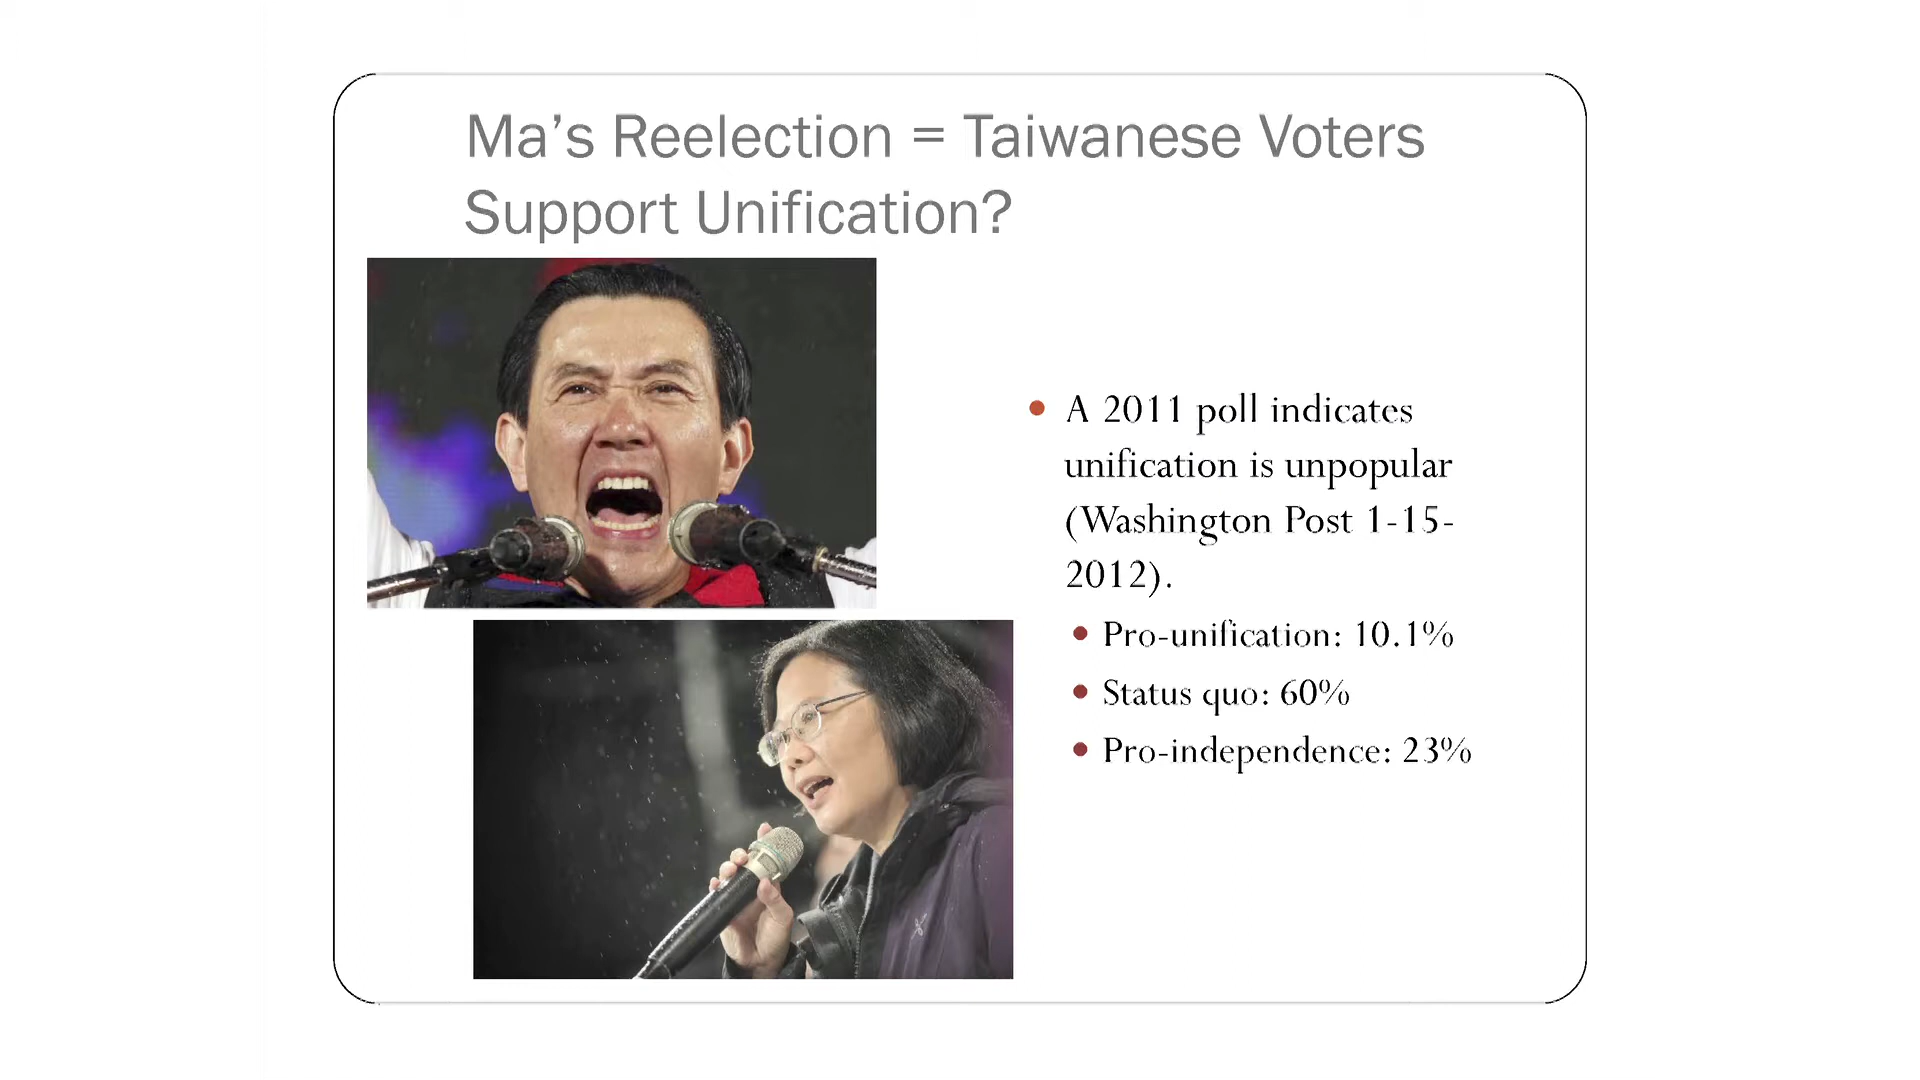 Ma's Reelection = Taiwanese Voters
Support Unification?
• A 2011 poll indicates
unification is unpopular
(Washington Post 1-15-
2012).
• Pro-unification: 10.1%
• Status quo: 60%
• Pro-independence: 23%